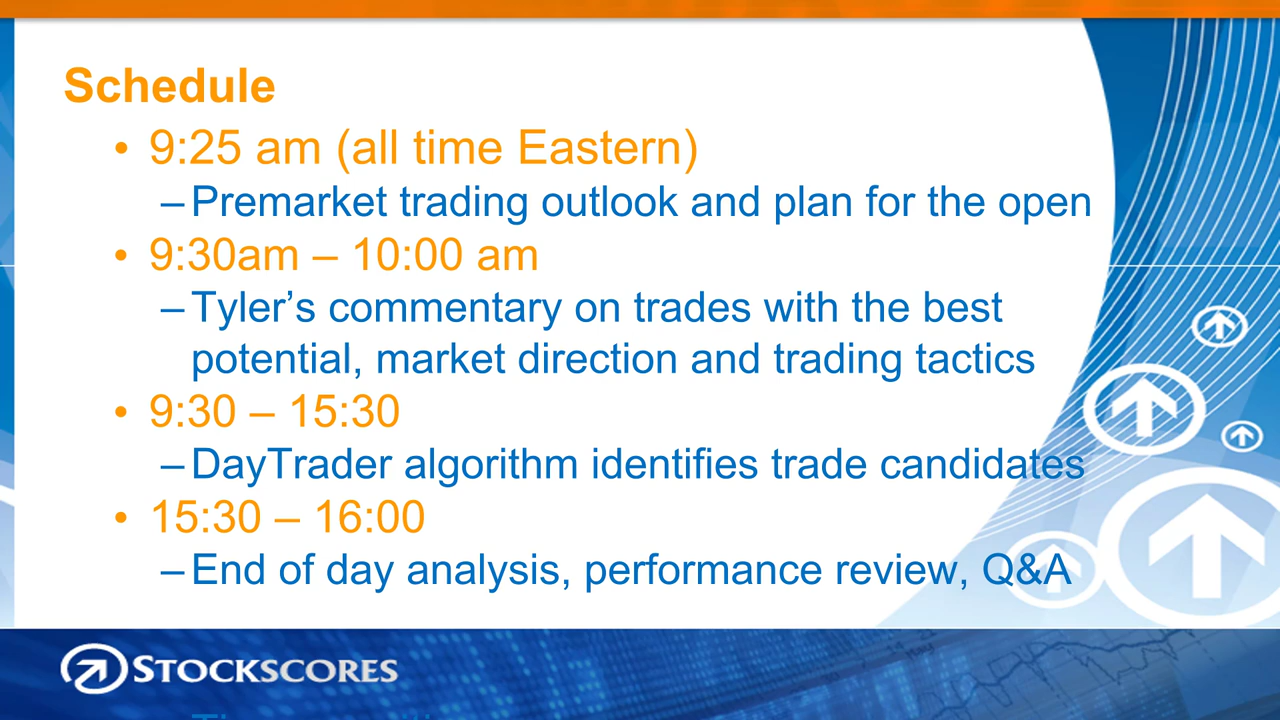 Schedule
• 9:25 am (all time Eastern)
– Premarket trading outlook and plan for the open
• 9:30am – 10:00 am
– Tyler’s commentary on trades with the best
potential, market direction and trading tactics
• 9:30 – 15:30
– DayTrader algorithm identifies trade candidates
• 15:30 – 16:00
– End of day analysis, performance review, Q&A
STOCKSCORES